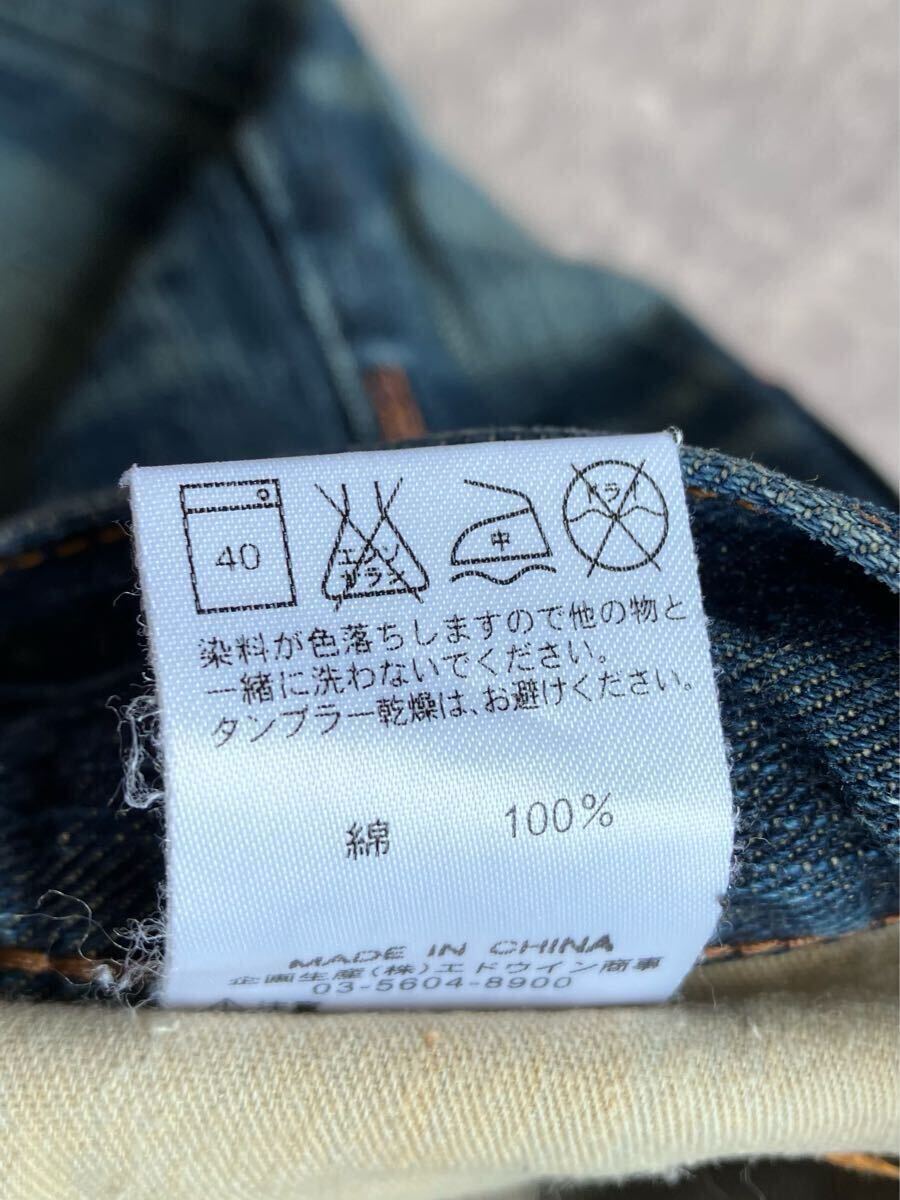 40
エンソ
サラシ
中
ドライ
染料が色落ちしますので他の物と
一緒に洗わないでください。
タンブラー乾燥は、お避けください。
綿 100%
MADE IN CHINA
企画生産(株)エドウイン商事
03-5604-8900